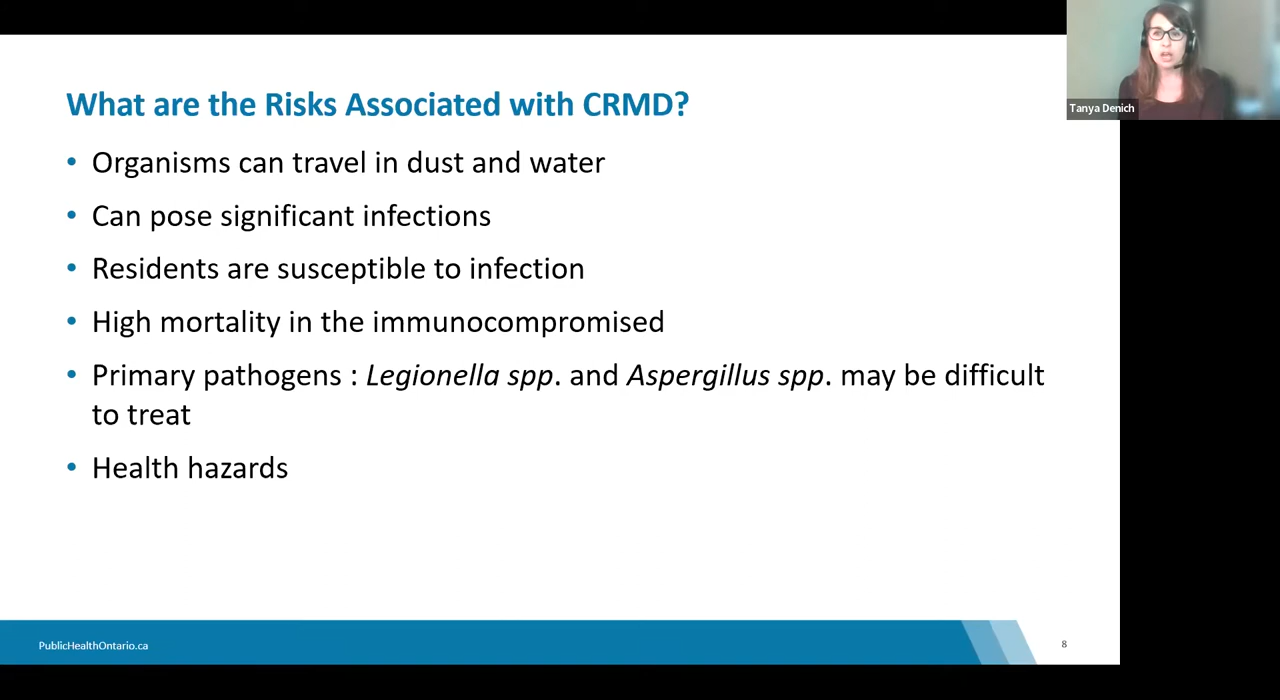 What are the Risks Associated with CRMD?
• Organisms can travel in dust and water
• Can pose significant infections
• Residents are susceptible to infection
• High mortality in the immunocompromised
• Primary pathogens : Legionella spp. and Aspergillus spp. may be difficult
to treat
• Health hazards
PublicHealthOntario.ca
8
Tanya Denich